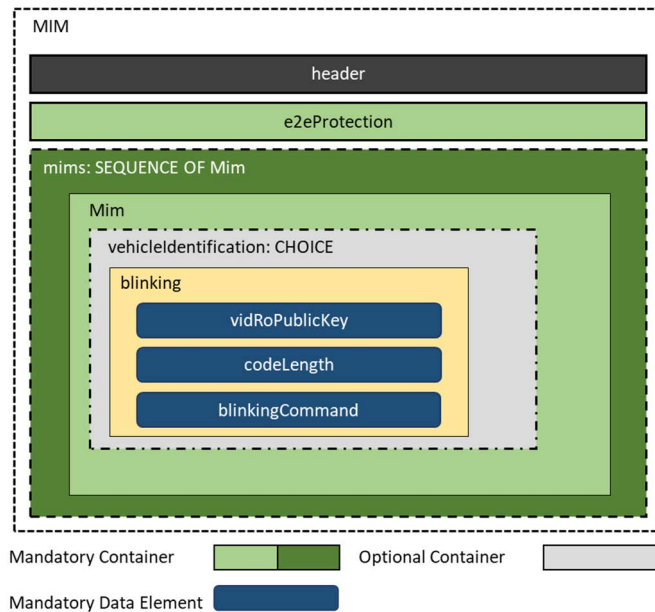 MIM
header
e2eProtection
mims: SEQUENCE OF Mim
Mim
vehicleIdentification: CHOICE
blinking
vidRoPublicKey
codeLength
blinkingCommand
Mandatory Container
Optional Container
Mandatory Data Element